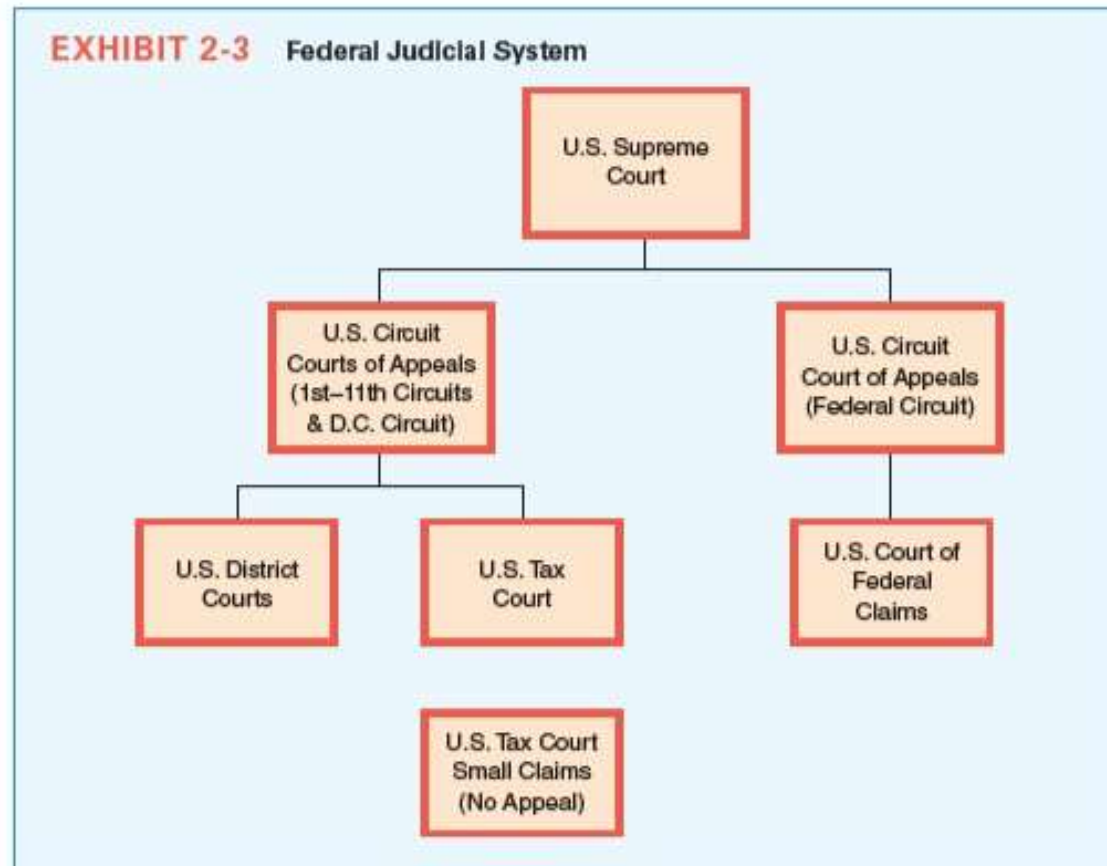 EXHIBIT 2-3 Federal Judicial System
U.S. Supreme
Court
U.S. Circuit
Courts of Appeals
(1st–11th Circuits
& D.C. Circuit)
U.S. Circuit
Court of Appeals
(Federal Circuit)
U.S. District
Courts
U.S. Tax
Court
U.S. Court of
Federal
Claims
U.S. Tax Court
Small Claims
(No Appeal)